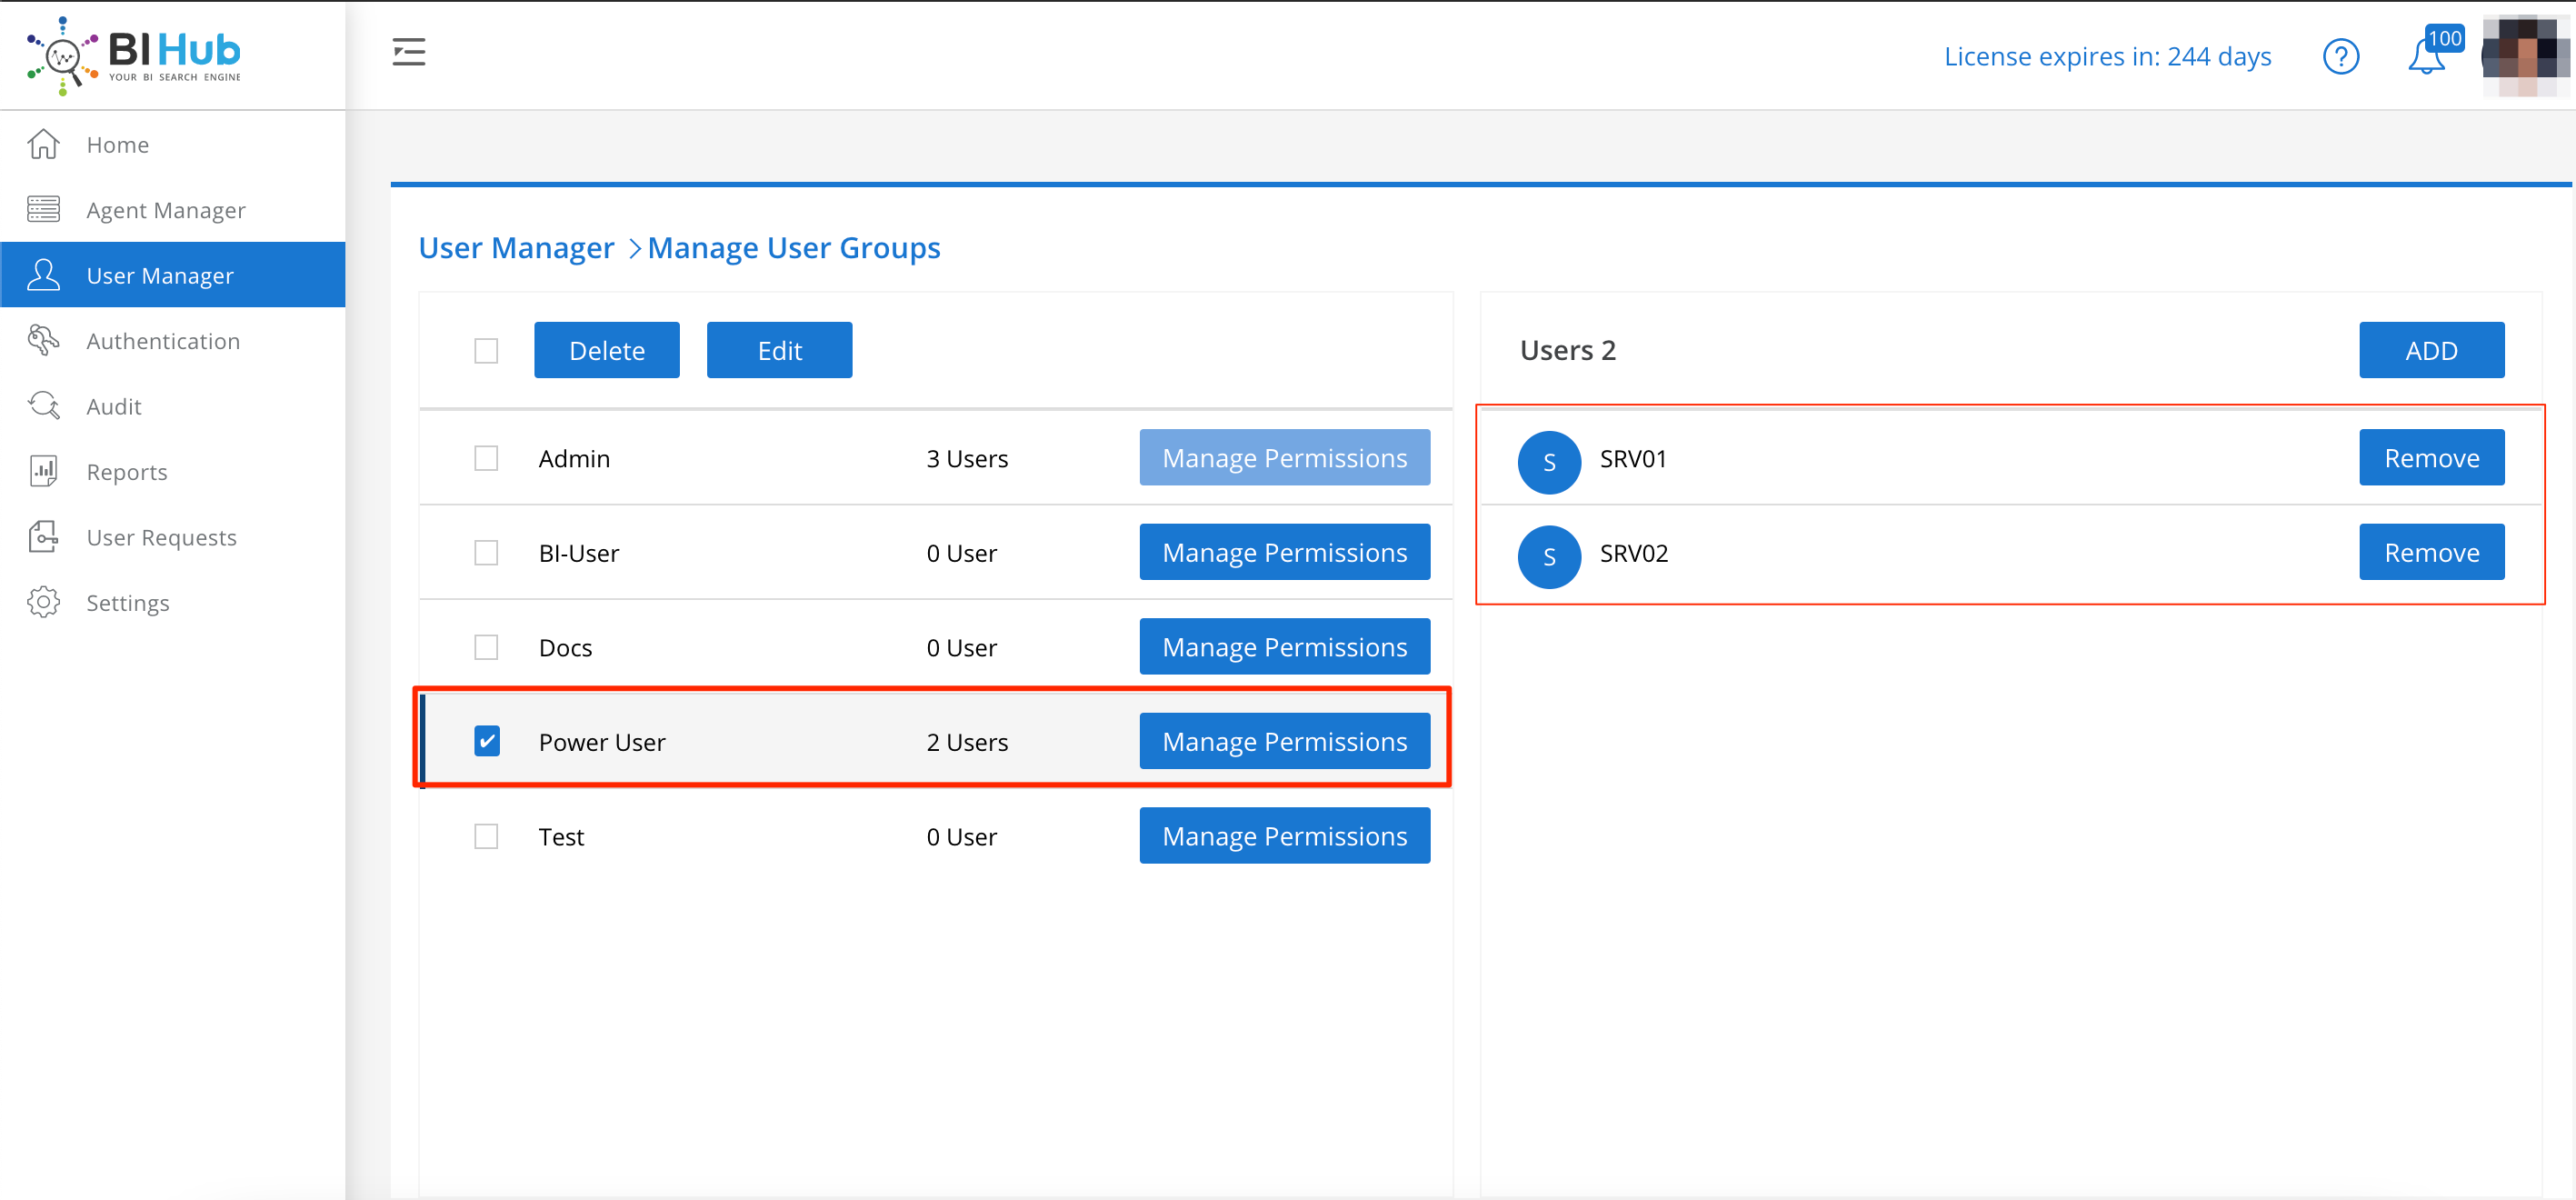 BI Hub
YOUR BI SEARCH ENGINE
License expires in: 244 days
?
100
Home
Agent Manager
User Manager
Authentication
Audit
Reports
User Requests
Settings
User Manager >Manage User Groups
Delete Edit
Admin 3 Users Manage Permissions
BI-User 0 User Manage Permissions
Docs 0 User Manage Permissions
Power User 2 Users Manage Permissions
Test 0 User Manage Permissions
Users 2 ADD
S SRV01 Remove
S SRV02 Remove